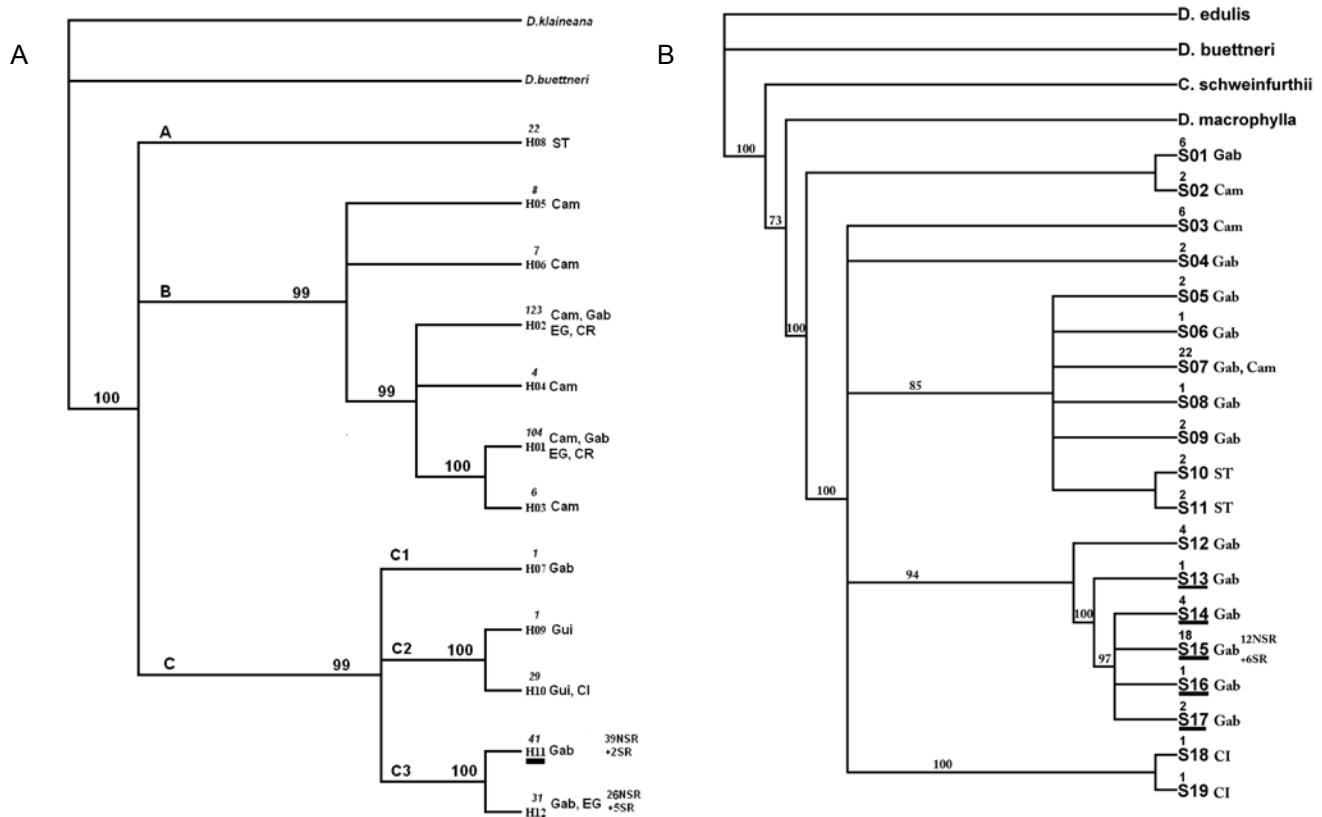 A
D.klaineana
D.buettneri
A
22
H08 ST
8
H05 Cam
7
H06 Cam
B
99
123
H02 Cam, Gab
EG, CR
4
H04 Cam
99
104
H01 Cam, Gab
EG, CR
100
6
H03 Cam
100
C1
1
H07 Gab
1
H09 Gui
C2
100
29
H10 Gui, CI
C
99
41
H11 Gab
39NSR
+2SR
C3
100
31
H12 Gab, EG
26NSR
+5SR
B
D. edulis
D. buettneri
C. schweinfurthii
D. macrophylla
100
6
S01 Gab
2
S02 Cam
73
6
S03 Cam
2
S04 Gab
2
S05 Gab
100
1
S06 Gab
22
S07 Gab, Cam
85
1
S08 Gab
2
S09 Gab
2
S10 ST
100
2
S11 ST
4
S12 Gab
94
1
S13 Gab
100
4
S14 Gab
18
S15 Gab
12NSR
+6SR
97
1
S16 Gab
2
S17 Gab
1
S18 CI
100
1
S19 CI